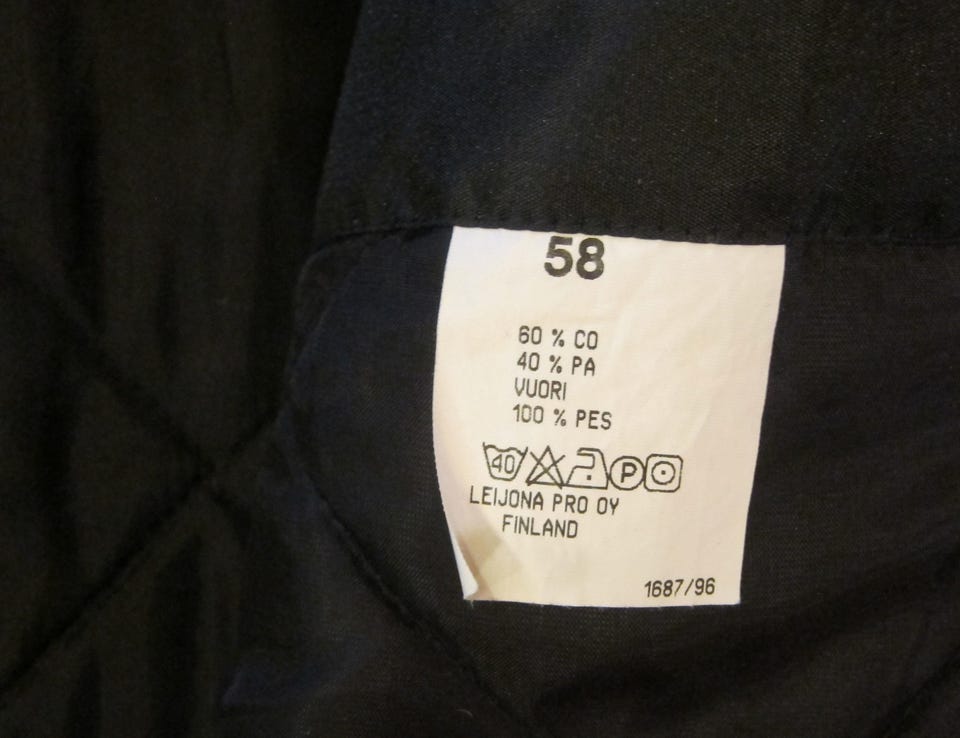 58
60 % CO
40 % PA
VUORI
100 % PES
40 P
LEIJONA PRO OY
FINLAND
1687/96